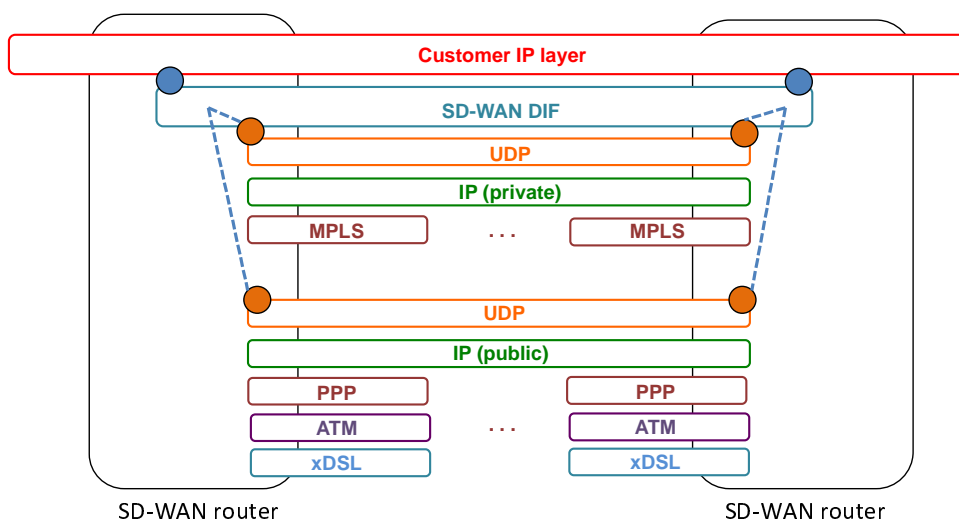 Customer IP layer
SD-WAN DIF
UDP
IP (private)
MPLS ... MPLS
UDP
IP (public)
PPP PPP
ATM ... ATM
xDSL xDSL
SD-WAN router SD-WAN router